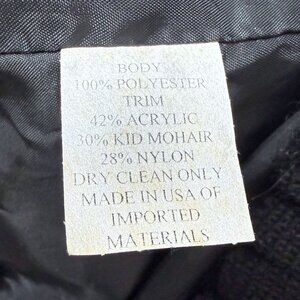 BODY
100% POLYESTER
TRIM
42% ACRYLIC
30% KID MOHAIR
28% NYLON
DRY CLEAN ONLY
MADE IN USA OF
IMPORTED
MATERIALS